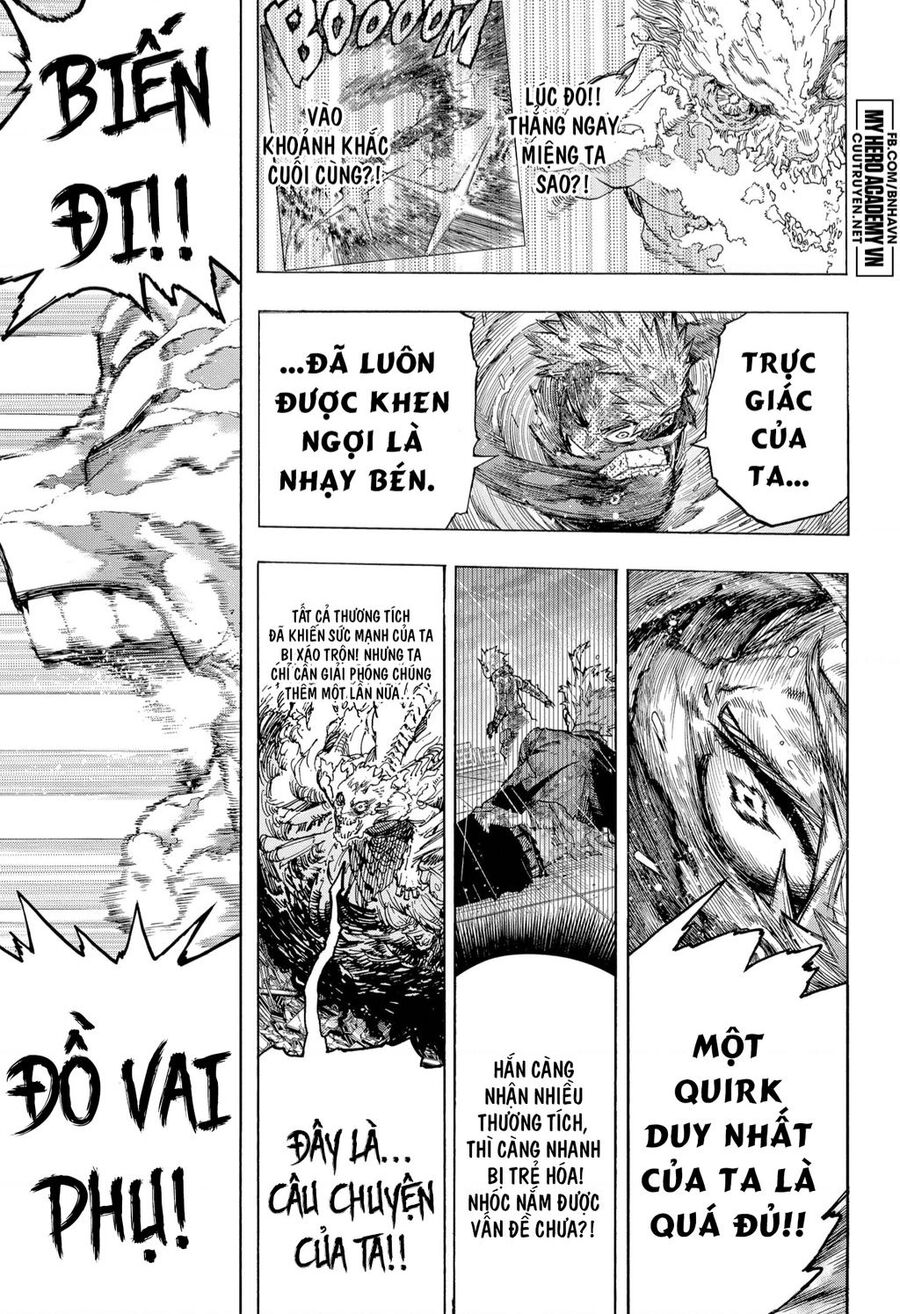 BOOOOM
LÚC ĐÓ!!
THẲNG NGAY
MIỆNG TA
SAO?!
VÀO
KHOẢNH KHẮC
CUỐI CÙNG?!
FB.COM/BNHAVN
MY HERO ACADEMY VN
CUUTRUYEN.NET
TRỰC
GIÁC
CỦA
TA...
...ĐÃ LUÔN
ĐƯỢC KHEN
NGỢI LÀ
NHẠY BÉN.
MỘT
QUIRK
DUY NHẤT
CỦA TA LÀ
QUÁ ĐỦ!!
HẮN CÀNG
NHẬN NHIỀU
THƯƠNG TÍCH,
THÌ CÀNG NHANH
BỊ TRẺ HÓA!
NHÓC NẮM ĐƯỢC
VẤN ĐỀ CHƯA?!
TẤT CẢ THƯƠNG TÍCH
ĐÃ KHIẾN SỨC MẠNH CỦA TA
BỊ XÁO TRỘN! NHƯNG TA
CHỈ CẦN GIẢI PHÓNG CHÚNG
THÊM MỘT LẦN NỮA...
ĐÂY LÀ...
CÂU CHUYỆN
CỦA TA!!
BIẾN
ĐI!!
ĐỒ VAI
PHỤ!